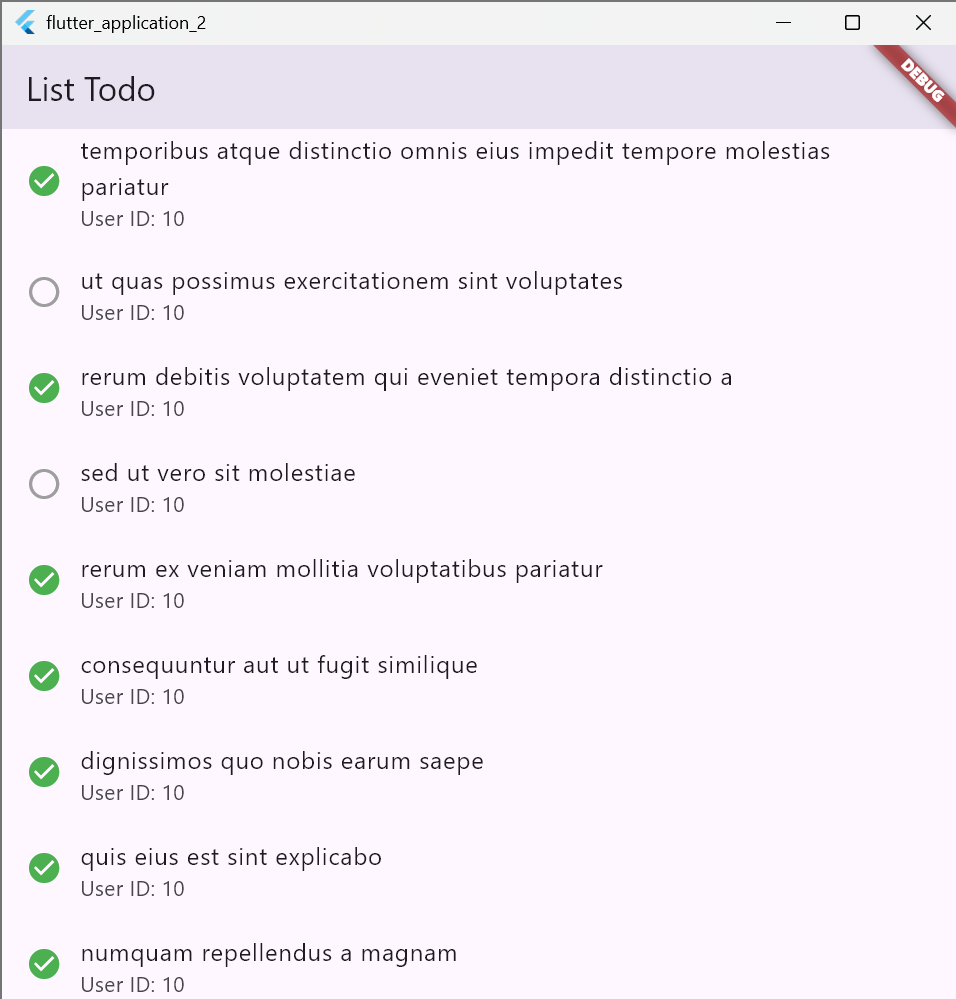 flutter_application_2
List Todo
DEBUG
temporibus atque distinctio omnis eius impedit tempore molestias
pariatur
User ID: 10
ut quas possimus exercitationem sint voluptates
User ID: 10
rerum debitis voluptatem qui eveniet tempora distinctio a
User ID: 10
sed ut vero sit molestiae
User ID: 10
rerum ex veniam mollitia voluptatibus pariatur
User ID: 10
consequuntur aut ut fugit similique
User ID: 10
dignissimos quo nobis earum saepe
User ID: 10
quis eius est sint explicabo
User ID: 10
numquam repellendus a magnam
User ID: 10